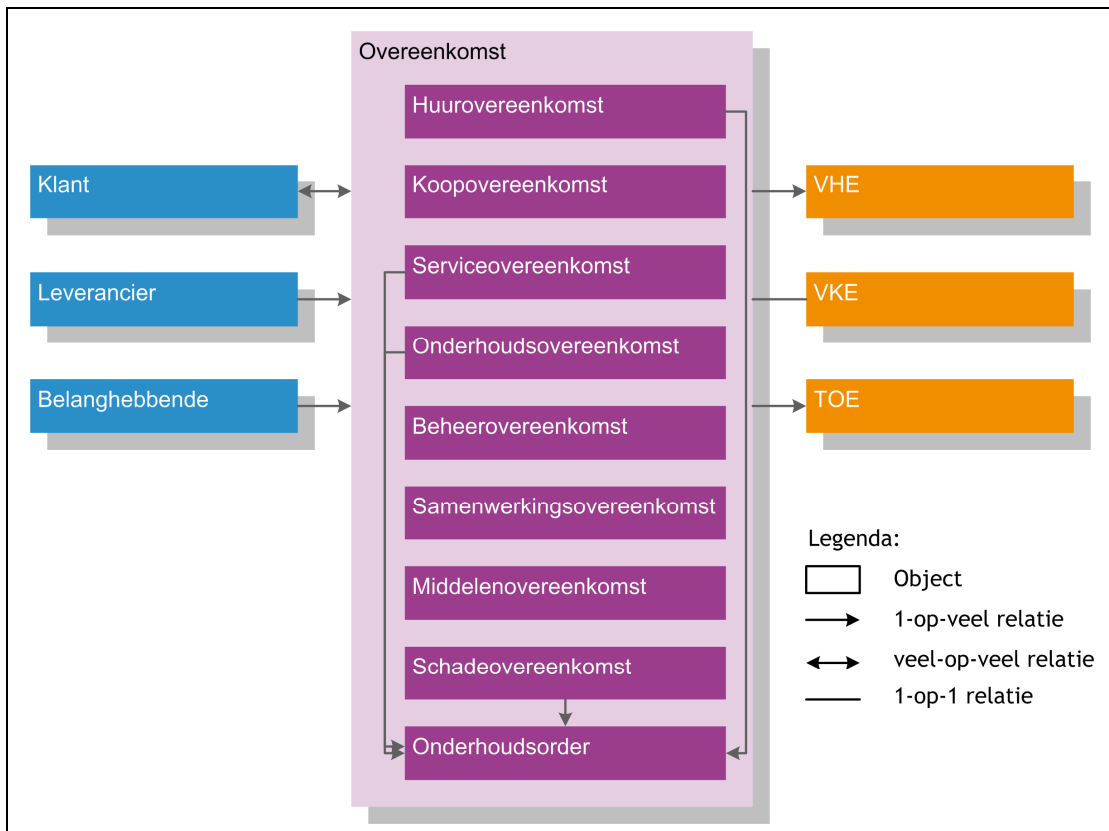 Overeenkomst
Huurovereenkomst
Klant
Koopovereenkomst
VHE
Serviceovereenkomst
Leverancier
VKE
Onderhoudsovereenkomst
Belanghebbende
TOE
Beheerovereenkomst
Samenwerkingsovereenkomst
Middelenovereenkomst
Schadeovereenkomst
Onderhoudsorder
Legenda:
Object
1-op-veel relatie
veel-op-veel relatie
1-op-1 relatie